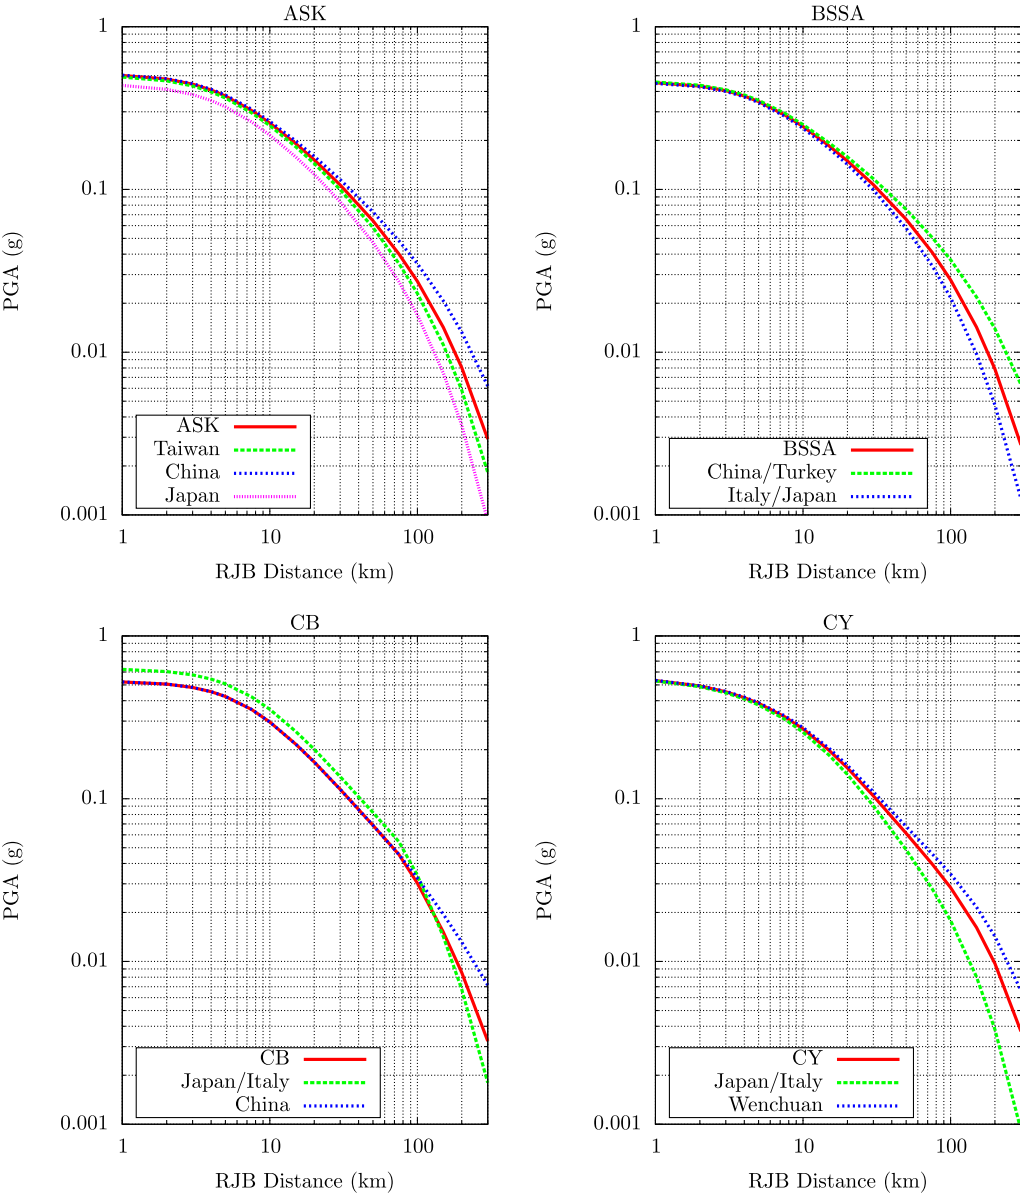 ASK
1
0.1
0.01
0.001
PGA (g)
ASK
Taiwan
China
Japan
1 10 100
RJB Distance (km)
BSSA
1
0.1
0.01
0.001
PGA (g)
BSSA
China/Turkey
Italy/Japan
1 10 100
RJB Distance (km)
CB
1
0.1
0.01
0.001
PGA (g)
CB
Japan/Italy
China
1 10 100
RJB Distance (km)
CY
1
0.1
0.01
0.001
PGA (g)
CY
Japan/Italy
Wenchuan
1 10 100
RJB Distance (km)